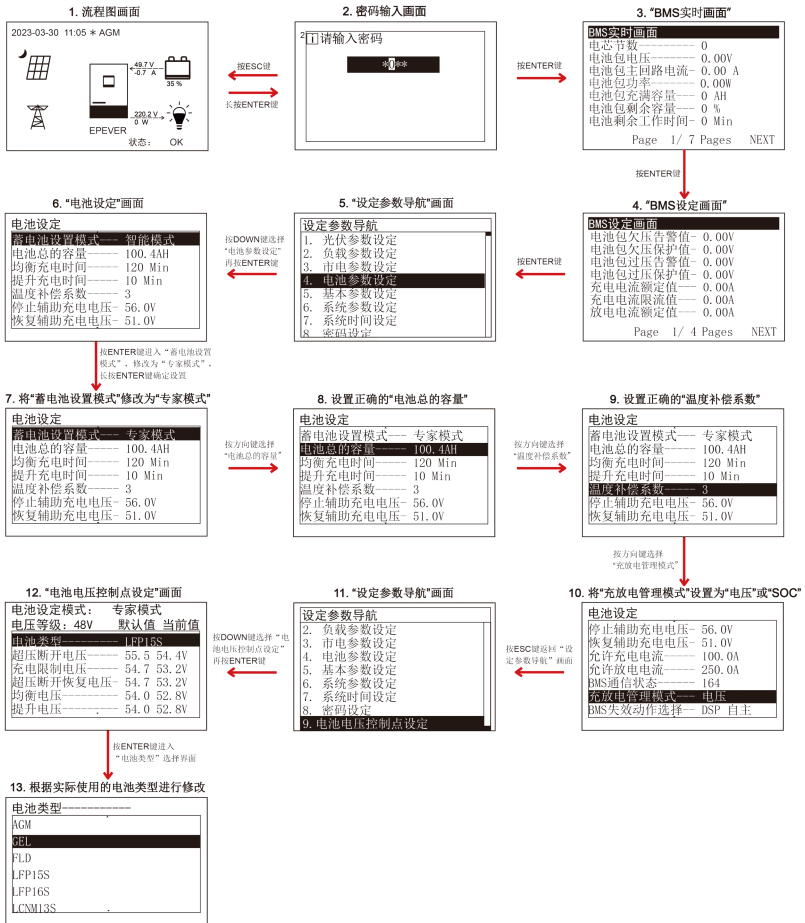 1. 流程图画面
2023-03-30 11:05 ＊ AGM
49.7 V
-0.7 A
35 %
220.2 V
0 W
EPEVER
状态： OK
按ESC键
长按ENTER键
2. 密码输入画面
2 i 请输入密码
*0**
按ENTER键
3. “BMS实时画面”
BMS实时画面
电芯节数-------- 0
电池包电压------ 0.00V
电池包主回路电流- 0.00 A
电池包功率------ 0.00W
电池包充满容量--- 0 AH
电池包剩余容量--- 0 %
电池剩余工作时间- 0 Min
Page 1/ 7 Pages NEXT
按ENTER键
4. “BMS设定画面”
BMS设定画面
电池包欠压告警值- 0.00V
电池包欠压保护值- 0.00V
电池包过压告警值- 0.00V
电池包过压保护值- 0.00V
充电电流额定值--- 0.00A
充电电流限流值--- 0.00A
放电电流额定值--- 0.00A
Page 1/ 4 Pages NEXT
按ENTER键
5. “设定参数导航”画面
设定参数导航
1. 光伏参数设定
2. 负载参数设定
3. 市电参数设定
4. 电池参数设定
5. 基本参数设定
6. 系统参数设定
7. 系统时间设定
8 密码设定
按DOWN键选择
“电池参数设定”
再按ENTER键
6. “电池设定”画面
电池设定
蓄电池设置模式--- 智能模式
电池总的容量----- 100.4AH
均衡充电时间----- 120 Min
提升充电时间----- 10 Min
温度补偿系数----- 3
停止辅助充电电压- 56.0V
恢复辅助充电电压- 51.0V
按ENTER键进入“蓄电池设置
模式”，修改为“专家模式”，
长按ENTER键确定设置
7. 将“蓄电池设置模式”修改为“专家模式”
电池设定
蓄电池设置模式--- 专家模式
电池总的容量----- 100.4AH
均衡充电时间----- 120 Min
提升充电时间----- 10 Min
温度补偿系数----- 3
停止辅助充电电压- 56.0V
恢复辅助充电电压- 51.0V
按方向键选择
“电池总的容量”
8. 设置正确的“电池总的容量”
电池设定
蓄电池设置模式--- 专家模式
电池总的容量----- 100.4AH
均衡充电时间----- 120 Min
提升充电时间----- 10 Min
温度补偿系数----- 3
停止辅助充电电压- 56.0V
恢复辅助充电电压- 51.0V
按方向键选择
“温度补偿系数”
9. 设置正确的“温度补偿系数”
电池设定
蓄电池设置模式--- 专家模式
电池总的容量----- 100.4AH
均衡充电时间----- 120 Min
提升充电时间----- 10 Min
温度补偿系数----- 3
停止辅助充电电压- 56.0V
恢复辅助充电电压- 51.0V
按方向键选择
“充放电管理模式”
10. 将“充放电管理模式”设置为“电压”或“SOC”
电池设定
停止辅助充电电压- 56.0V
恢复辅助充电电压- 51.0V
允许充电电流----- 100.0A
允许放电电流----- 250.0A
BMS通信状态------ 164
充放电管理模式--- 电压
BMS失效动作选择-- DSP 自主
按ESC键返回“设
定参数导航”画面
11. “设定参数导航”画面
设定参数导航
2. 负载参数设定
3. 市电参数设定
4. 电池参数设定
5. 基本参数设定
6. 系统参数设定
7. 系统时间设定
8. 密码设定
9. 电池电压控制点设定
按DOWN键选择“电
池电压控制点设定”
再按ENTER键
12. “电池电压控制点设定”画面
电池设定模式： 专家模式
电压等级：48V 默认值 当前值
电池类型--------- LFP15S
超压断开电压----- 55.5 54.4V
充电限制电压----- 54.7 53.2V
超压断开恢复电压- 54.7 53.2V
均衡电压--------- 54.0 52.8V
提升电压--------- 54.0 52.8V
按ENTER键进入
“电池类型”选择界面
13. 根据实际使用的电池类型进行修改
电池类型-----------
AGM
GEL
FLD
LFP15S
LFP16S
LCNM13S